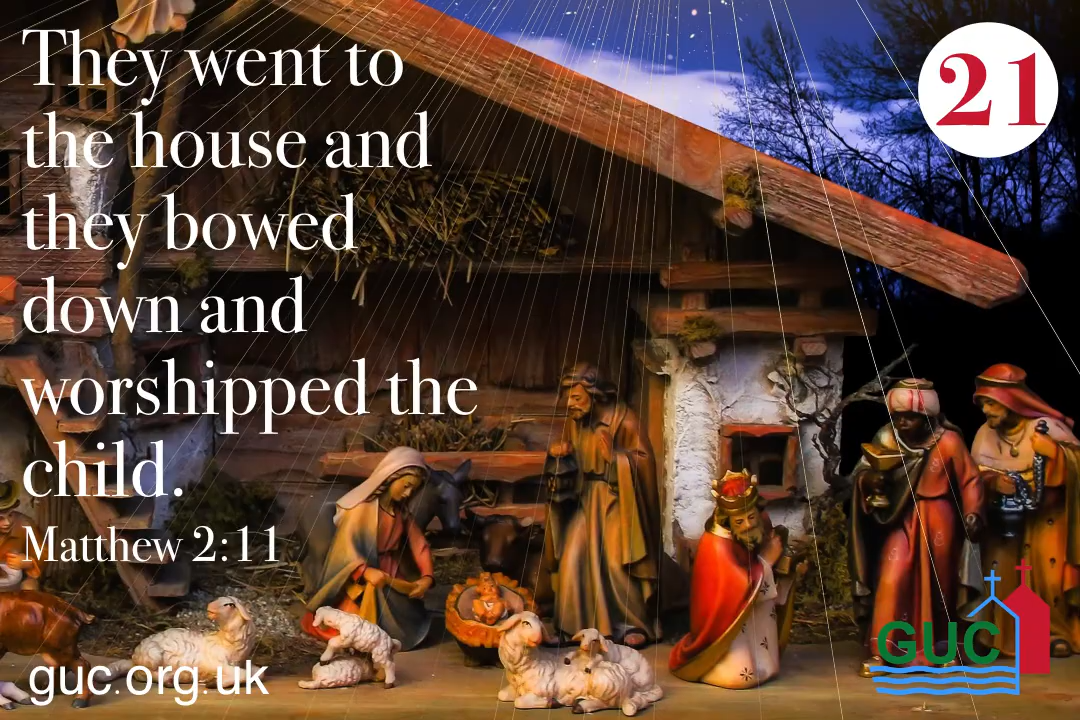 They went to
the house and
they bowed
down and
worshipped the
child.
Matthew 2:11
21
guc.org.uk
GUC